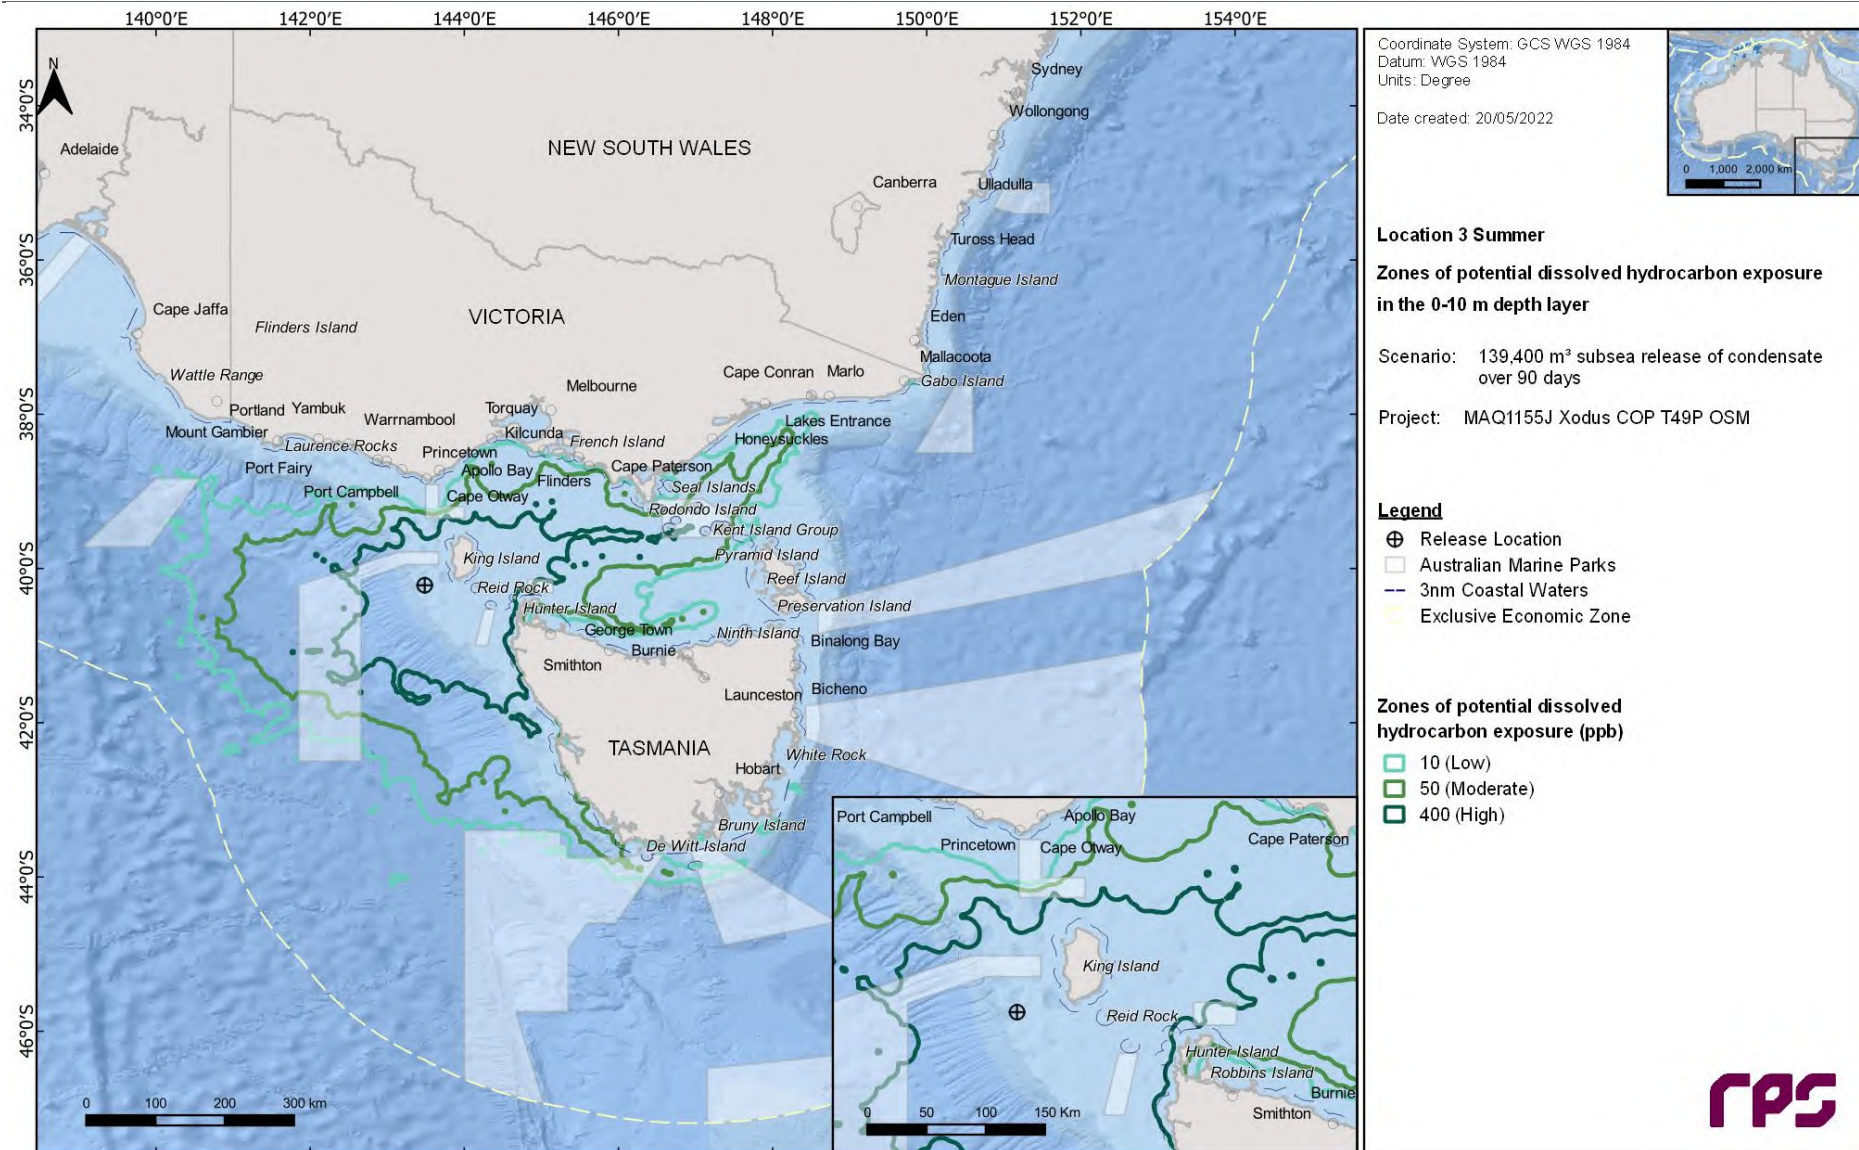 140°0'E 142°0'E 144°0'E 146°0'E 148°0'E 150°0'E 152°0'E 154°0'E
34°0'S
36°0'S
38°0'S
40°0'S
42°0'S
44°0'S
46°0'S
N
Sydney
Wollongong
NEW SOUTH WALES
Adelaide
Canberra
Ulladulla
Tuross Head
Montague Island
Cape Jaffa
Flinders Island
VICTORIA
Eden
Mallacoota
Wattle Range
Cape Conran
Marlo
Gabo Island
Melbourne
Portland
Yambuk
Warrnambool
Torquay
Lakes Entrance
Mount Gambier
Laurence Rocks
Kilcunda
French Island
Honeysuckles
Princetown
Port Fairy
Apollo Bay
Flinders
Cape Paterson
Port Campbell
Cape Otway
Seal Islands
Rodondo Island
Kent Island Group
King Island
Pyramid Island
Reid Rock
Reef Island
Hunter Island
Preservation Island
George Town
Ninth Island
Binalong Bay
Burnie
Smithton
Launceston
Bicheno
TASMANIA
White Rock
Hobart
Bruny Island
De Witt Island
0 100 200 300 km
Port Campbell
Apollo Bay
Princetown
Cape Otway
Cape Paterson
King Island
Reid Rock
Hunter Island
Robbins Island
Burnie
Smithton
0 50 100 150 Km
Coordinate System: GCS WGS 1984
Datum: WGS 1984
Units: Degree
Date created: 20/05/2022
0 1,000 2,000 km
Location 3 Summer
Zones of potential dissolved hydrocarbon exposure
in the 0-10 m depth layer
Scenario: 139,400 m³ subsea release of condensate
over 90 days
Project: MAQ1155J Xodus COP T49P OSM
Legend
Release Location
Australian Marine Parks
3nm Coastal Waters
Exclusive Economic Zone
Zones of potential dissolved
hydrocarbon exposure (ppb)
10 (Low)
50 (Moderate)
400 (High)
rps